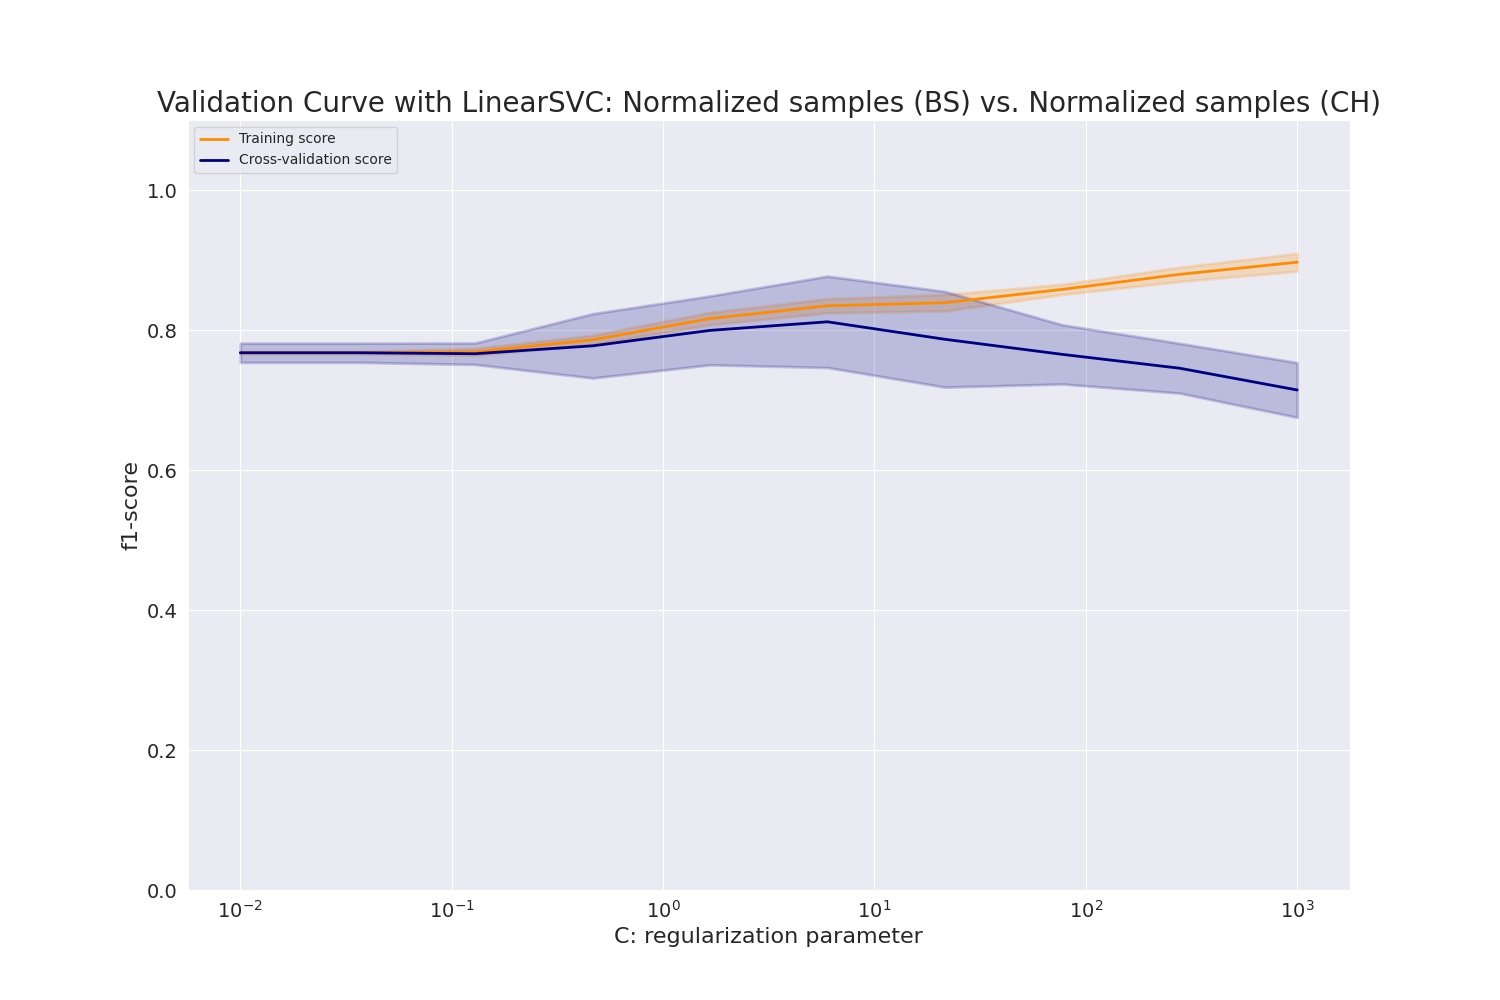 Validation Curve with LinearSVC: Normalized samples (BS) vs. Normalized samples (CH)
Training score
Cross-validation score
1.0
0.8
0.6
0.4
0.2
0.0
f1-score
10⁻² 10⁻¹ 10⁰ 10¹ 10² 10³
C: regularization parameter